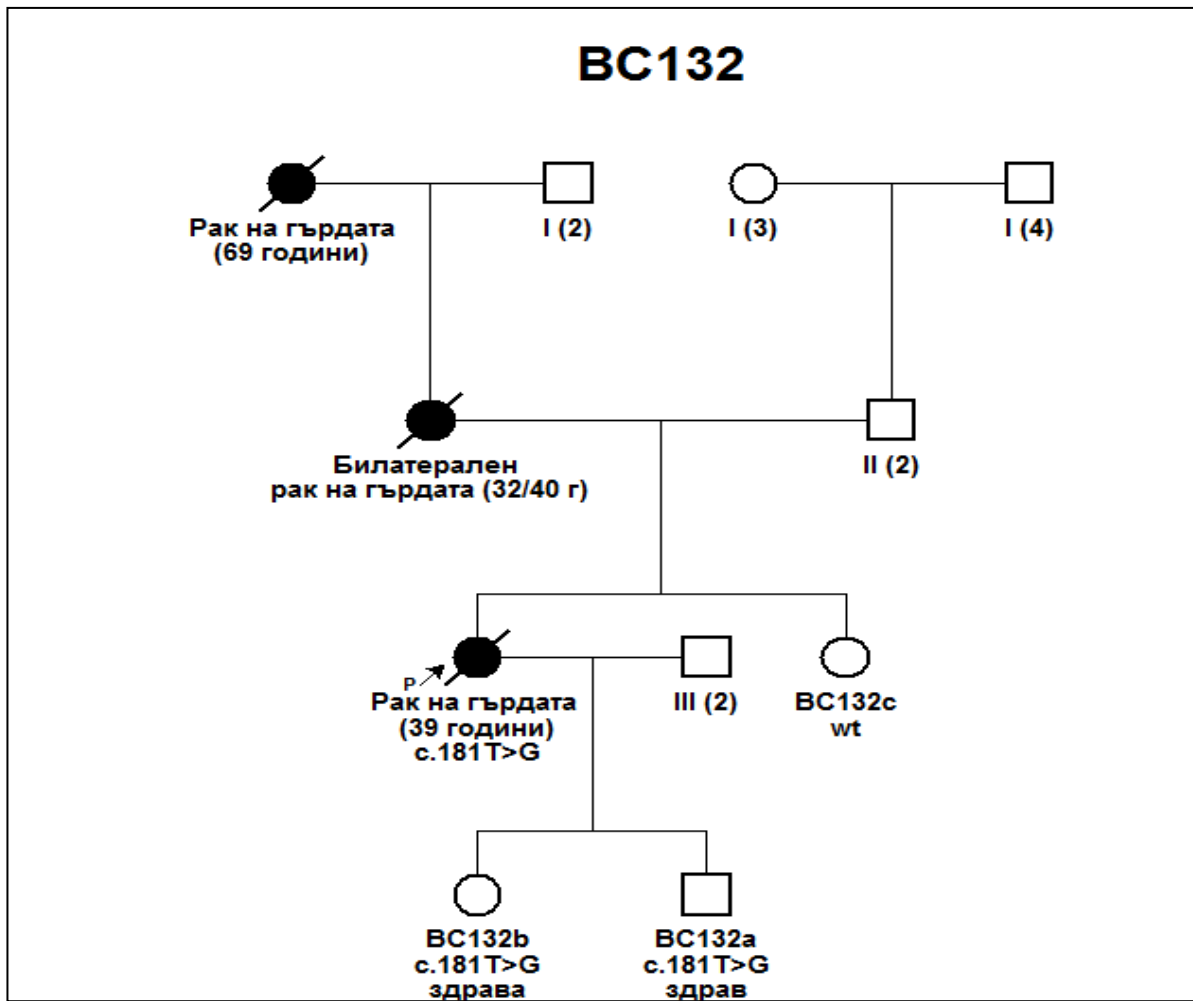 BC132
Рак на гърдата
(69 години)
I (2)
I (3)
I (4)
Билатерален
рак на гърдата (32/40 г)
II (2)
P
Рак на гърдата
(39 години)
c.181T>G
III (2)
BC132c
wt
BC132b
c.181T>G
здрава
BC132a
c.181T>G
здрав